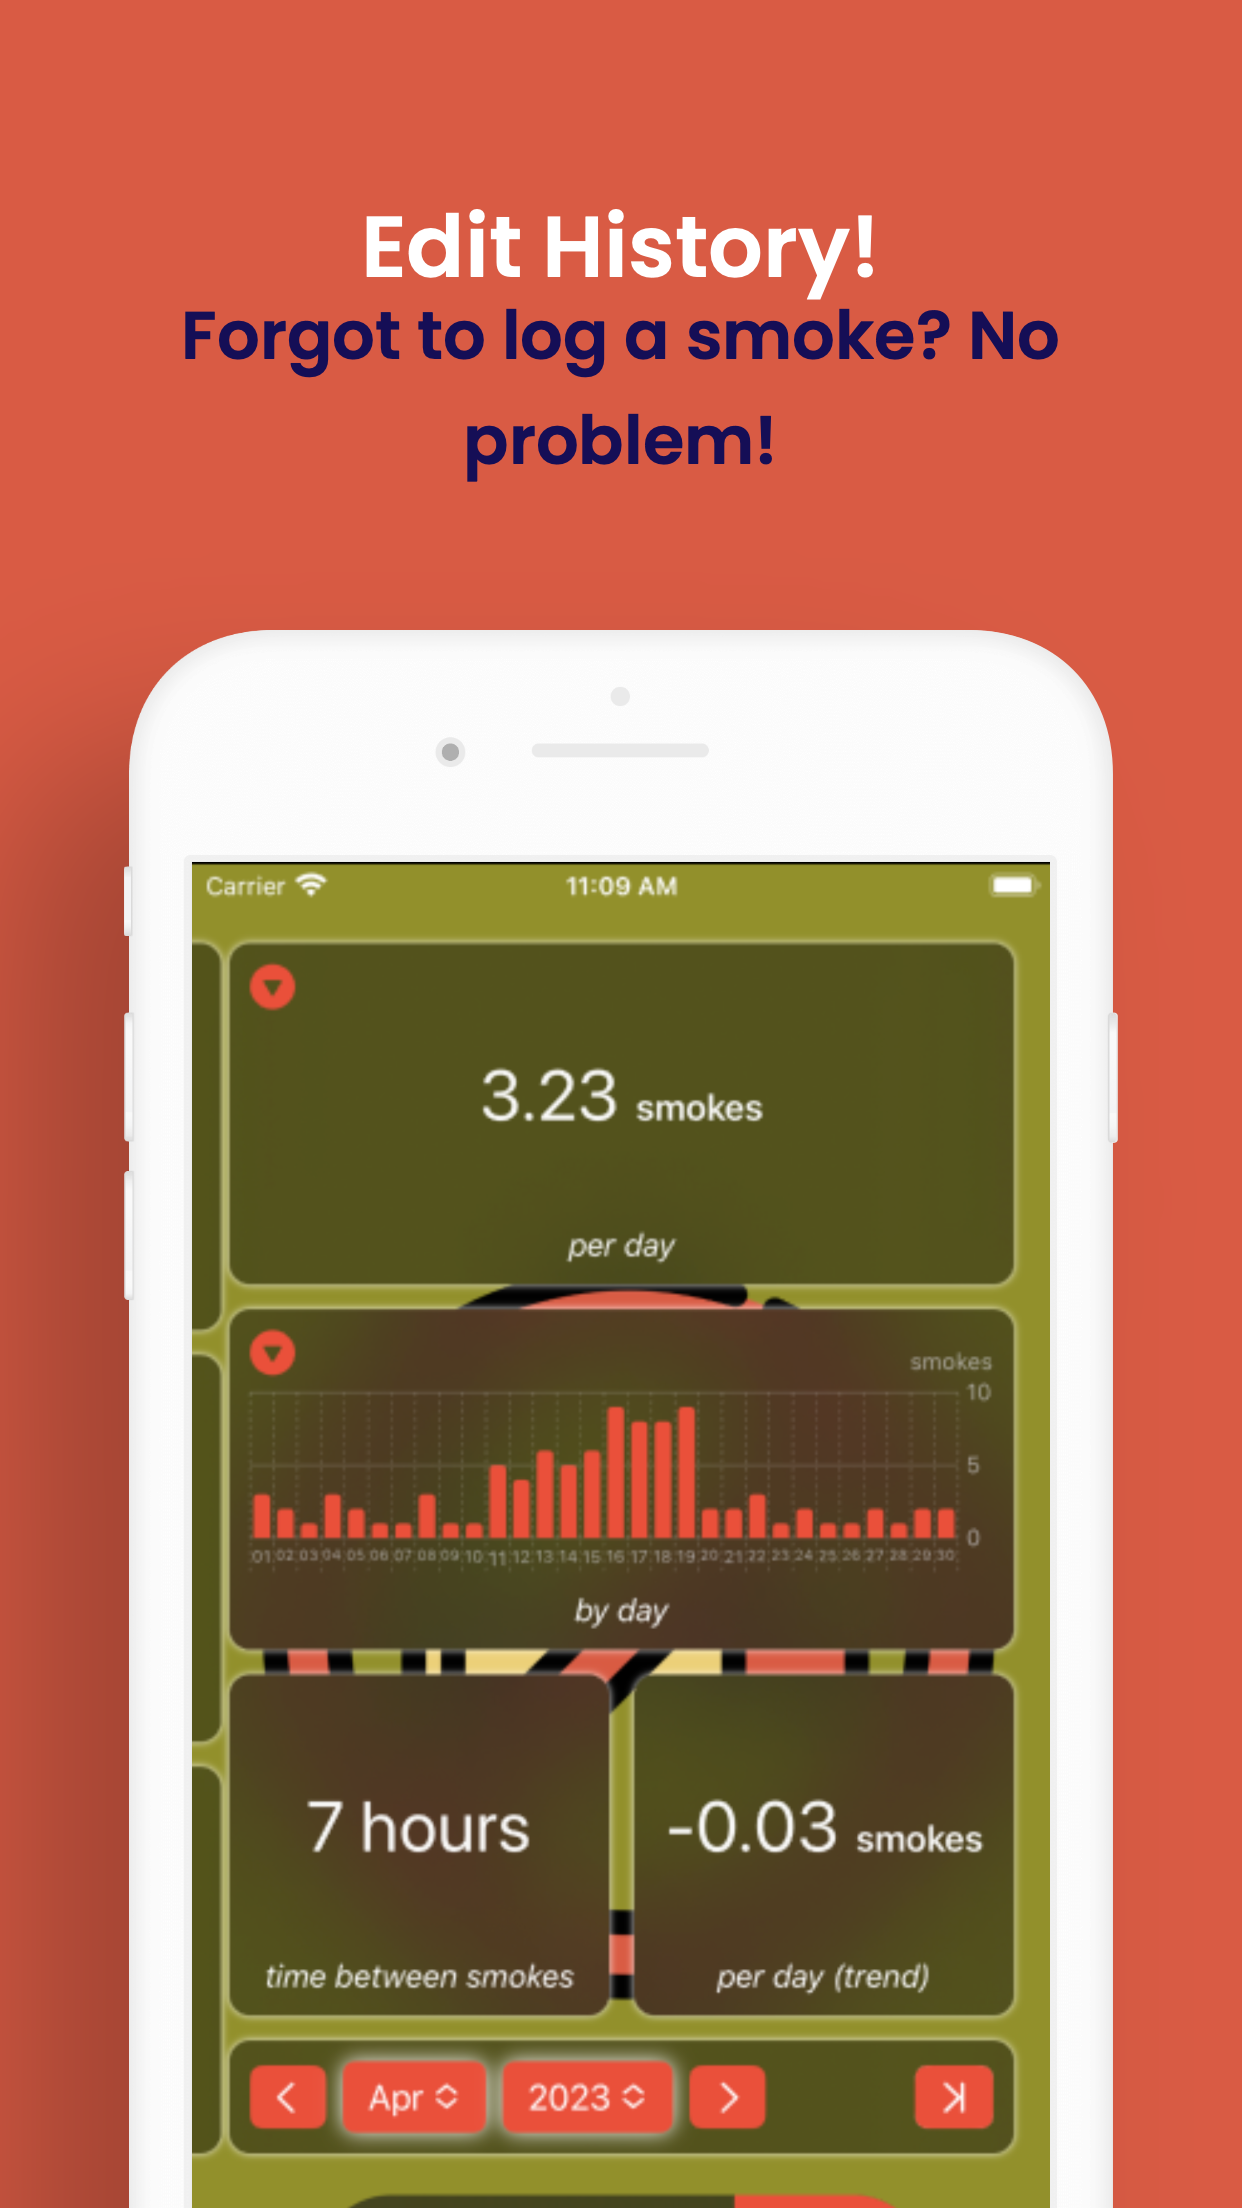 Edit History!
Forgot to log a smoke? No
problem!
Carrier 11:09 AM
3.23 smokes
per day
smokes
10
5
0
01 02 03 04 05 06 07 08 09 10 11 12 13 14 15 16 17 18 19 20 21 22 23 24 25 26 27 28 29 30
by day
7 hours
time between smokes
-0.03 smokes
per day (trend)
Apr 2023